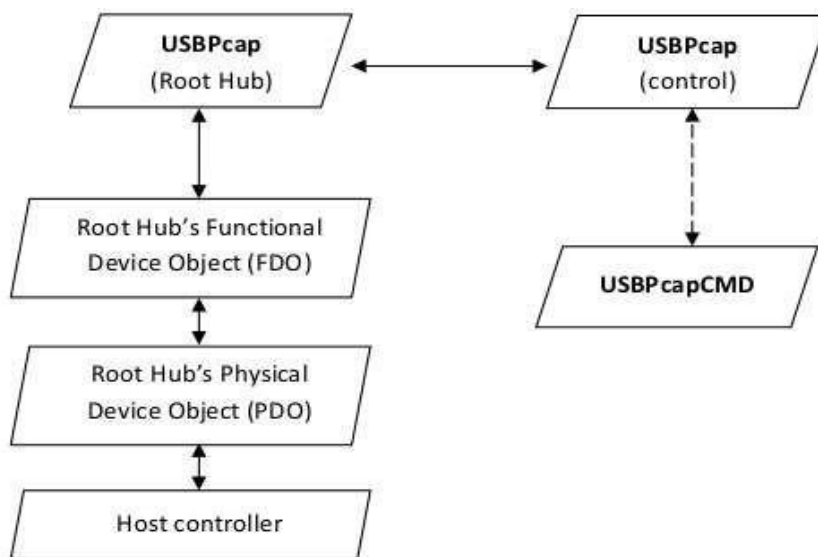 USBPcap
(Root Hub)
USBPcap
(control)
Root Hub’s Functional
Device Object (FDO)
USBPcapCMD
Root Hub’s Physical
Device Object (PDO)
Host controller